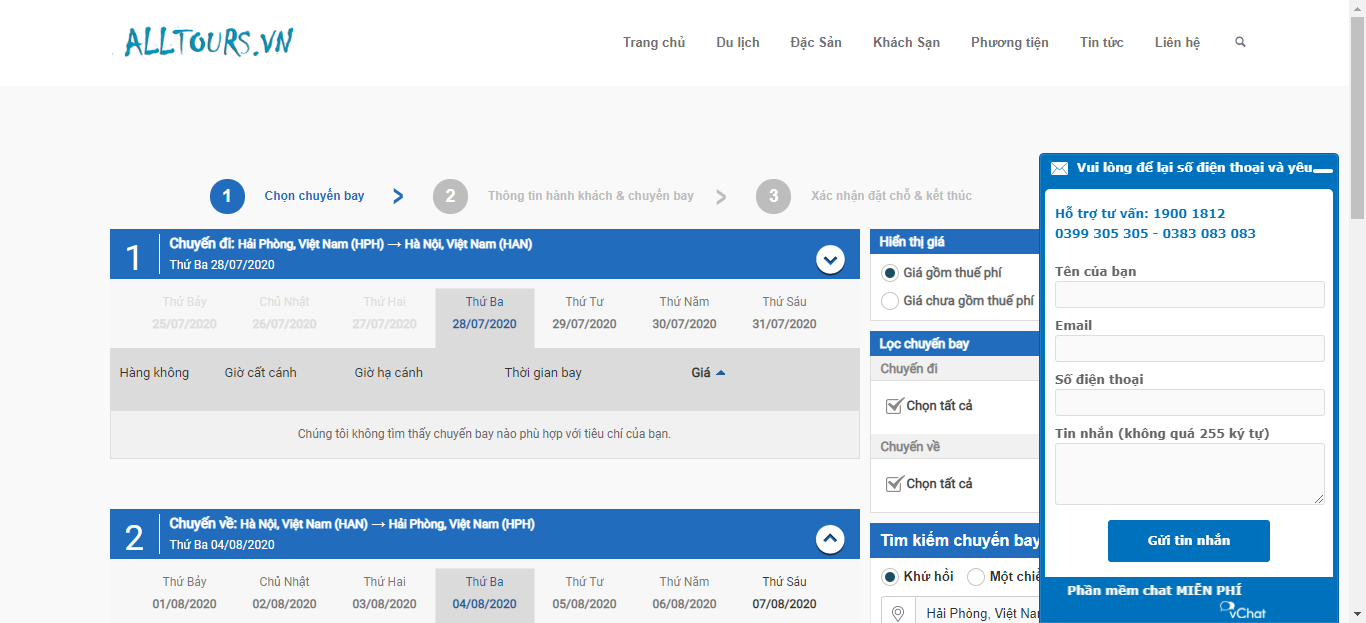 ALLTOURS.VN
Trang chủ Du lịch Đặc Sản Khách Sạn Phương tiện Tin tức Liên hệ
1 Chọn chuyến bay 2 Thông tin hành khách & chuyến bay 3 Xác nhận đặt chỗ & kết thúc
1 Chuyến đi: Hải Phòng, Việt Nam (HPH) → Hà Nội, Việt Nam (HAN)
Thứ Ba 28/07/2020
Thứ Bảy Chủ Nhật Thứ Hai Thứ Ba Thứ Tư Thứ Năm Thứ Sáu
25/07/2020 26/07/2020 27/07/2020 28/07/2020 29/07/2020 30/07/2020 31/07/2020
Hàng không Giờ cất cánh Giờ hạ cánh Thời gian bay Giá
Chúng tôi không tìm thấy chuyến bay nào phù hợp với tiêu chí của bạn.
2 Chuyến về: Hà Nội, Việt Nam (HAN) → Hải Phòng, Việt Nam (HPH)
Thứ Ba 04/08/2020
Thứ Bảy Chủ Nhật Thứ Hai Thứ Ba Thứ Tư Thứ Năm Thứ Sáu
01/08/2020 02/08/2020 03/08/2020 04/08/2020 05/08/2020 06/08/2020 07/08/2020
Hiển thị giá
Giá gồm thuế phí
Giá chưa gồm thuế phí
Lọc chuyến bay
Chuyến đi
Chọn tất cả
Chuyến về
Chọn tất cả
Tìm kiếm chuyến bay
Khứ hồi Một chiề
Hải Phòng, Việt Nam
Vui lòng để lại số điện thoại và yêu
Hỗ trợ tư vấn: 1900 1812
0399 305 305 - 0383 083 083
Tên của bạn
Email
Số điện thoại
Tin nhắn (không quá 255 ký tự)
Gửi tin nhắn
Phần mềm chat MIỄN PHÍ
vChat